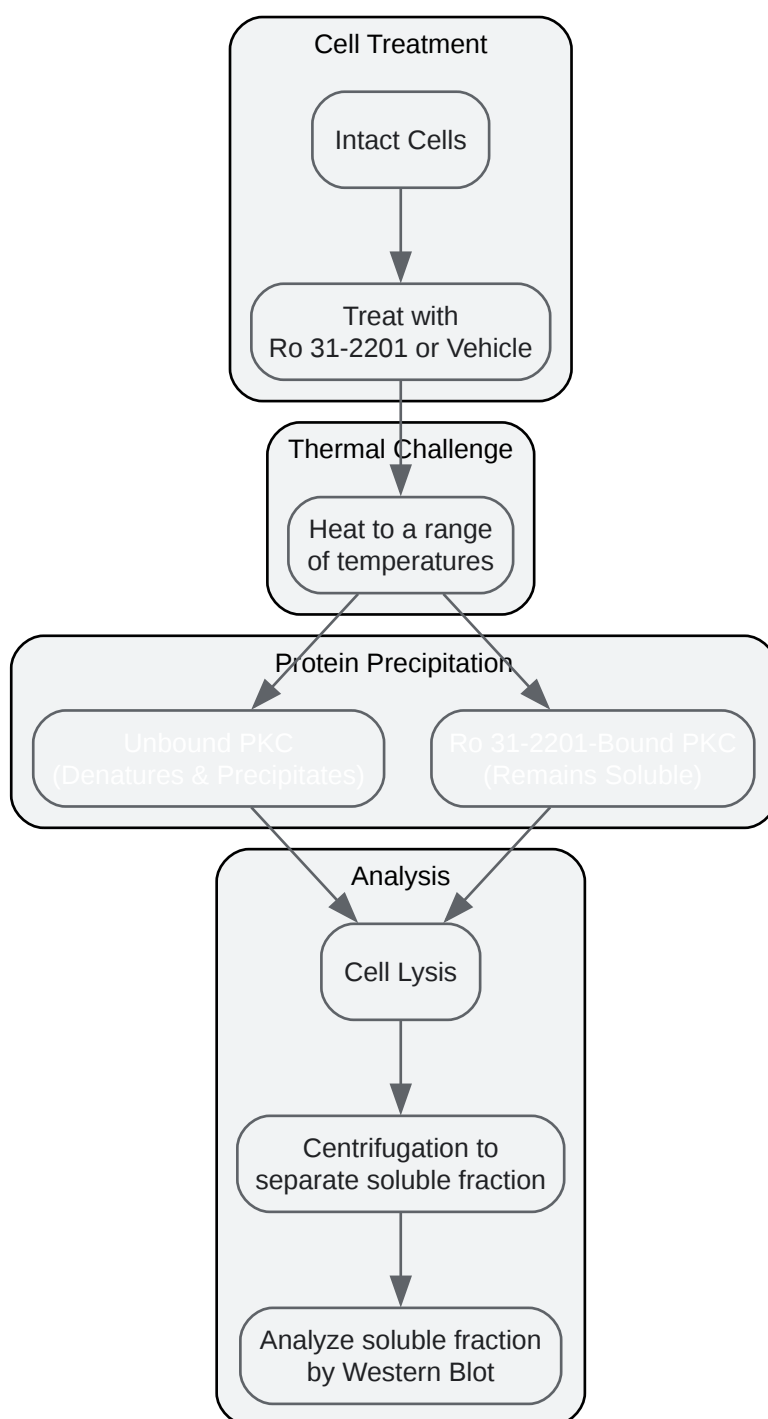 Cell Treatment
Intact Cells
Treat with
Ro 31-2201 or Vehicle
Thermal Challenge
Heat to a range
of temperatures
Protein Precipitation
Unbound PKC
(Denatures & Precipitates)
Ro 31-2201-Bound PKC
(Remains Soluble)
Analysis
Cell Lysis
Centrifugation to
separate soluble fraction
Analyze soluble fraction
by Western Blot